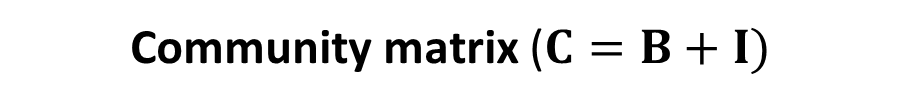 Community matrix (C = B + I)